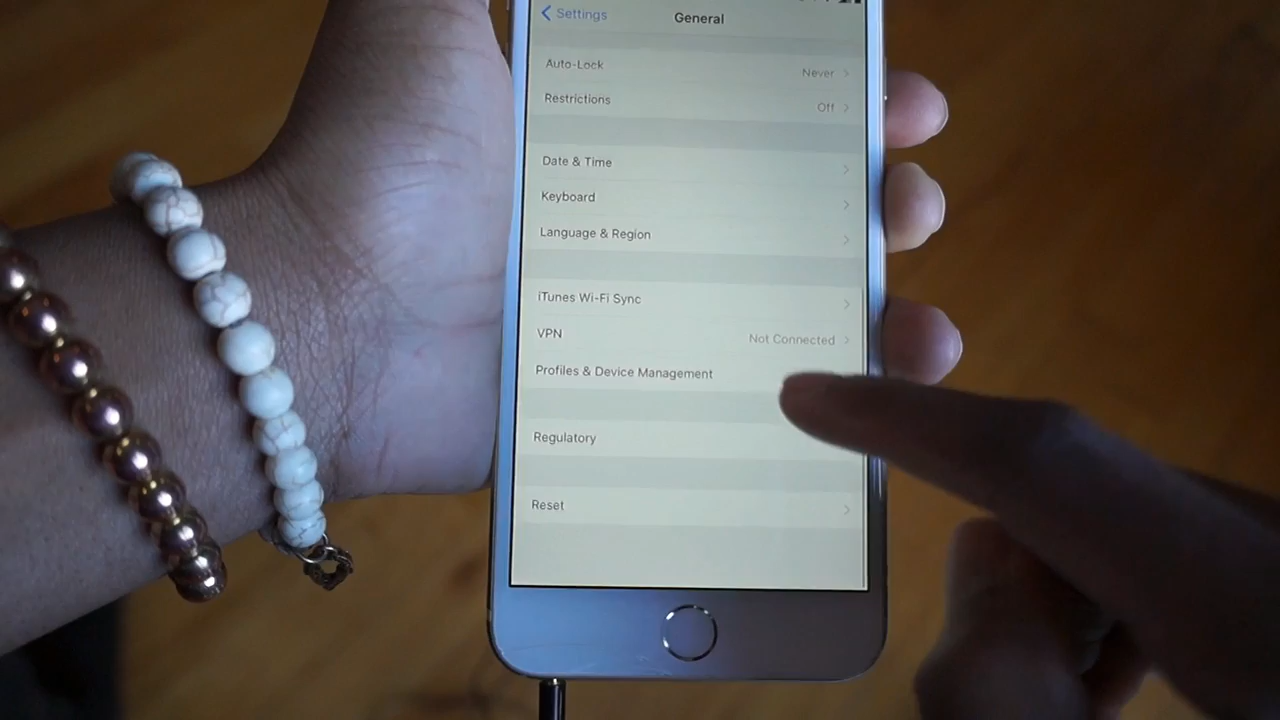 Settings General
Auto-Lock Never
Restrictions Off
Date & Time
Keyboard
Language & Region
iTunes Wi-Fi Sync
VPN Not Connected
Profiles & Device Management
Regulatory
Reset